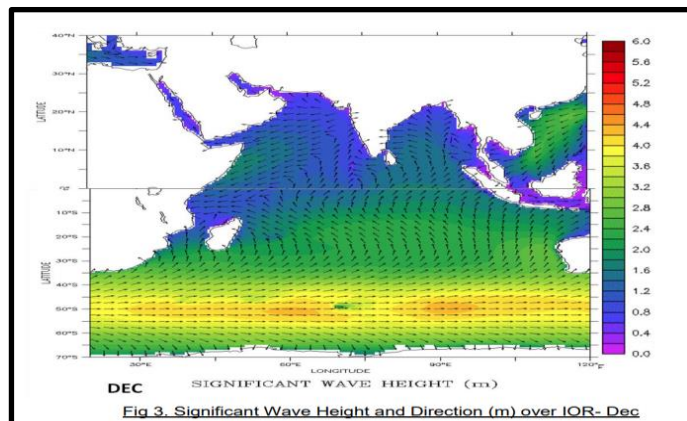 40°N
30°N
20°N
10°N
0°
10°S
20°S
30°S
40°S
50°S
60°S
70°S
LATITUDE
LATITUDE
30°E
60°E
90°E
120°E
LONGITUDE
6.0
5.6
5.2
4.8
4.4
4.0
3.6
3.2
2.8
2.4
2.0
1.6
1.2
0.8
0.4
0.0
DEC
SIGNIFICANT WAVE HEIGHT (m)
Fig 3. Significant Wave Height and Direction (m) over IOR- Dec